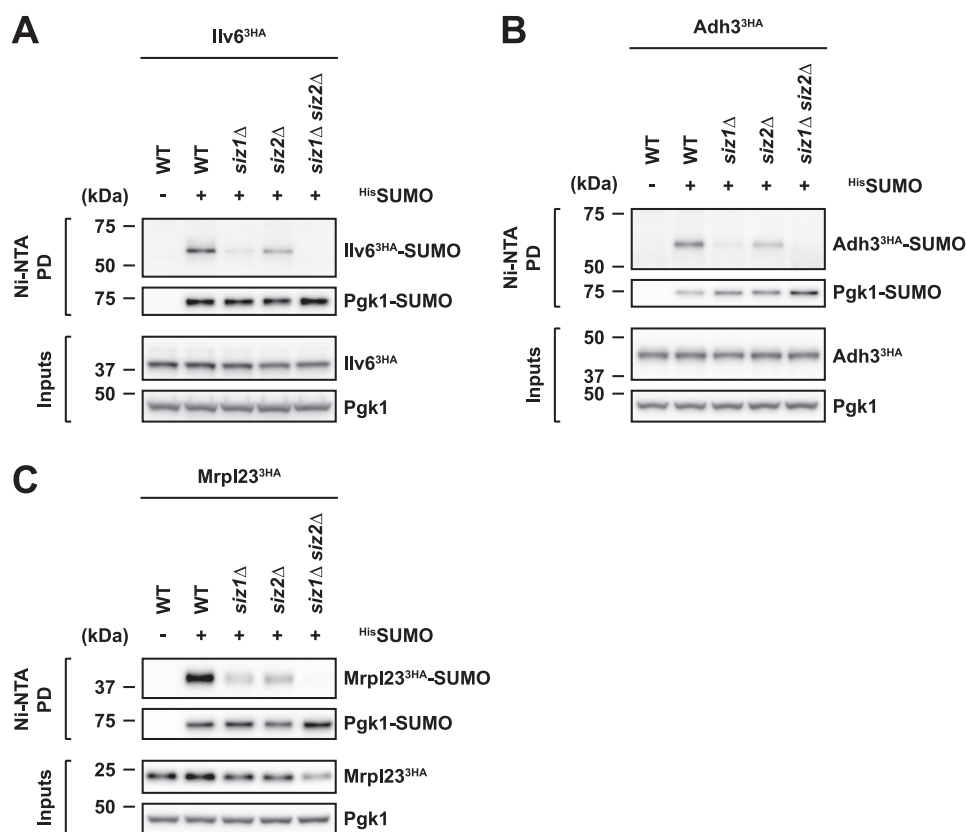 A
Ilv63HA
WT WT siz1Δ siz2Δ siz1Δ siz2Δ
(kDa) - + + + + HisSUMO
Ni-NTA PD
75
50
Ilv63HA-SUMO
75
Pgk1-SUMO
Inputs
37
Ilv63HA
50
Pgk1
B
Adh33HA
WT WT siz1Δ siz2Δ siz1Δ siz2Δ
(kDa) - + + + + HisSUMO
Ni-NTA PD
75
50
Adh33HA-SUMO
75
Pgk1-SUMO
Inputs
50
37
Adh33HA
50
Pgk1
C
Mrpl233HA
WT WT siz1Δ siz2Δ siz1Δ siz2Δ
(kDa) - + + + + HisSUMO
Ni-NTA PD
37
Mrpl233HA-SUMO
75
Pgk1-SUMO
Inputs
25
Mrpl233HA
50
Pgk1